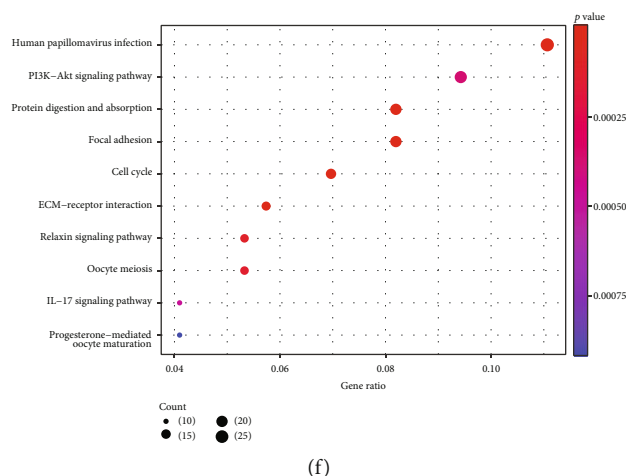 p value
Human papillomavirus infection
PI3K−Akt signaling pathway
Protein digestion and absorption
Focal adhesion
Cell cycle
ECM−receptor interaction
Relaxin signaling pathway
Oocyte meiosis
IL−17 signaling pathway
Progesterone−mediated
oocyte maturation
0.00025
0.00050
0.00075
0.04 0.06 0.08 0.10
Gene ratio
Count
(10) (20)
(15) (25)
(f)